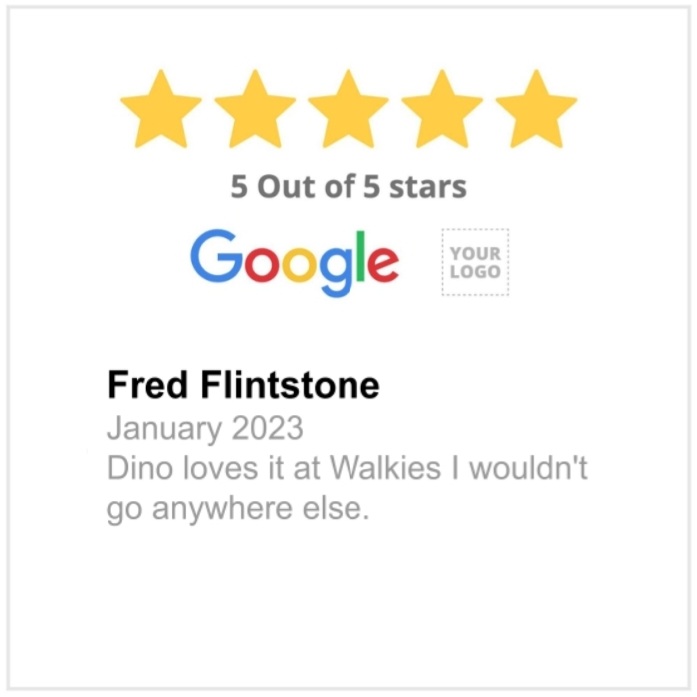 5 Out of 5 stars
Google
YOUR
LOGO
Fred Flintstone
January 2023
Dino loves it at Walkies I wouldn't
go anywhere else.